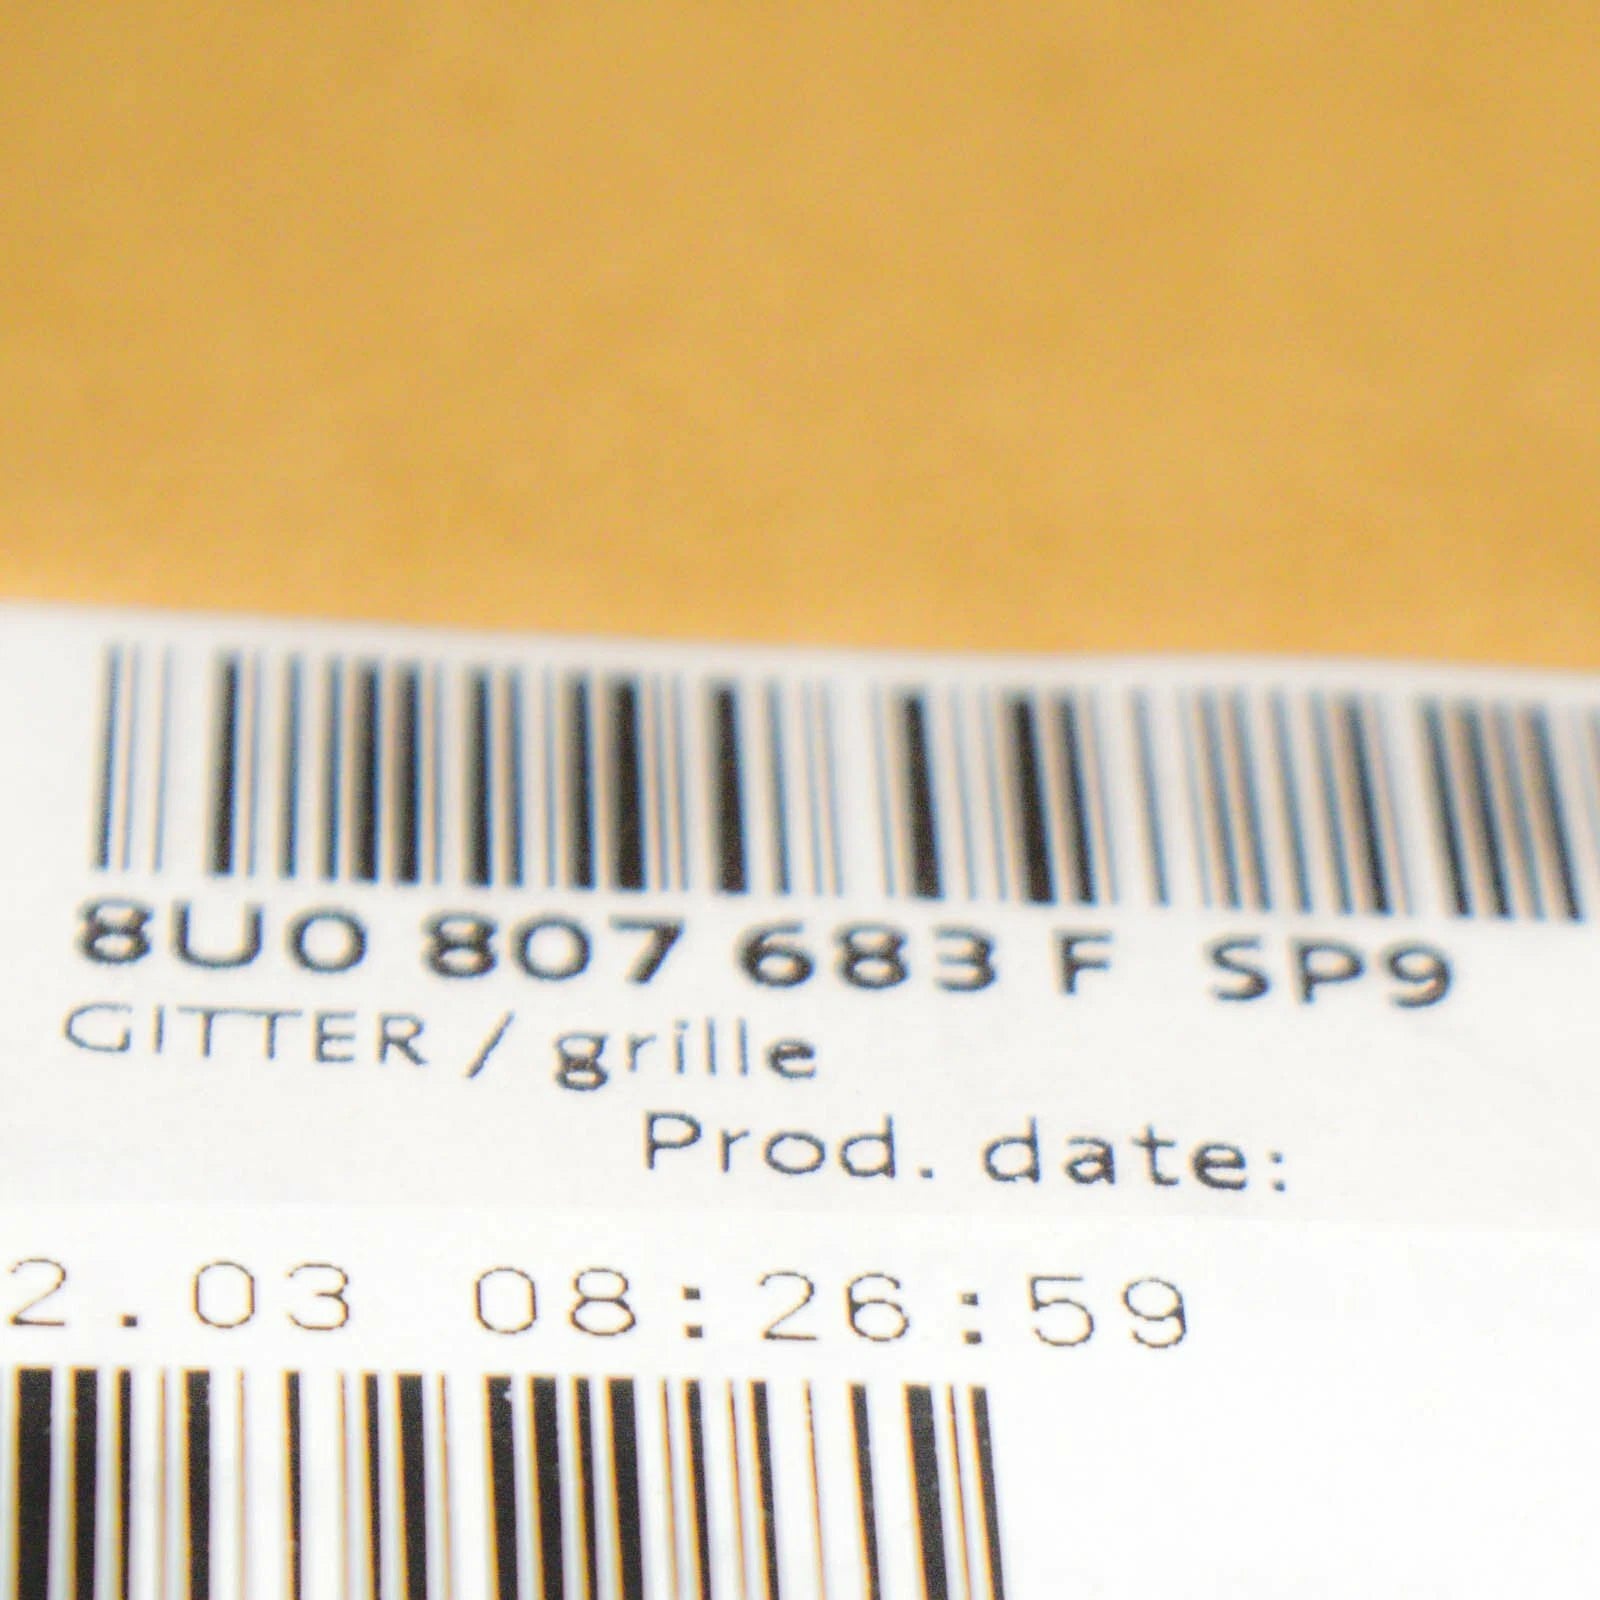 8U0 807 683 F SP9
GITTER / grille
Prod. date:
2.03 08:26:59